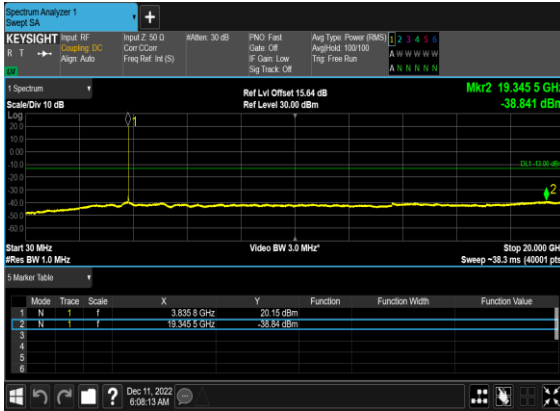 Spectrum Analyzer 1
Swept SA
+
KEYSIGHT
R T
Input: RF
Coupling: DC
Align: Auto
Input Z: 50 Ω
Corr CCorr
Freq Ref: Int (S)
#Atten: 30 dB
PNO: Fast
Gate: Off
IF Gain: Low
Sig Track: Off
Avg Type: Power (RMS)
Avg|Hold: 100/100
Trig: Free Run
1 2 3 4 5 6
A W W W W W
A N N N N N
1 Spectrum
Scale/Div 10 dB
Ref Lvl Offset 15.64 dB
Ref Level 30.00 dBm
Mkr2 19.345 5 GHz
-38.841 dBm
Log
20.0
10.0
0.00
-10.0
-20.0
-30.0
-40.0
-50.0
-60.0
1
DL1 -13.00 dBm
2
Start 30 MHz
#Res BW 1.0 MHz
Video BW 3.0 MHz*
Stop 20.000 GH
Sweep ~38.3 ms (40001 pts
5 Marker Table
Mode Trace Scale X Y Function Function Width Function Value
1 N 1 f 3.835 8 GHz 20.15 dBm
2 N 1 f 19.345 5 GHz -38.84 dBm
3
4
5
6
?
Dec 11, 2022
6:08:13 AM